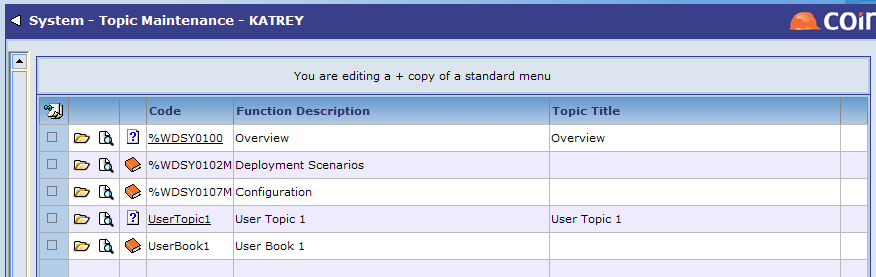 System - Topic Maintenance - KATREY
COIN
You are editing a + copy of a standard menu
Code Function Description Topic Title
%WDSY0100 Overview Overview
%WDSY0102M Deployment Scenarios
%WDSY0107M Configuration
UserTopic1 User Topic 1 User Topic 1
UserBook1 User Book 1